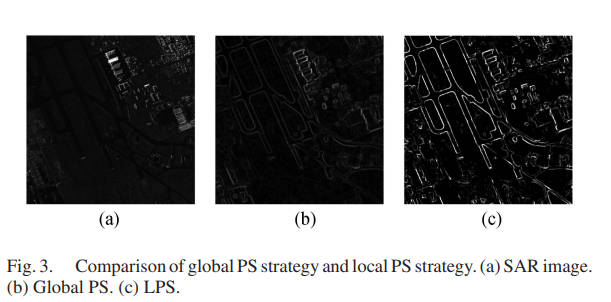 (a)
(b)
(c)
Fig. 3. Comparison of global PS strategy and local PS strategy. (a) SAR image.
(b) Global PS. (c) LPS.